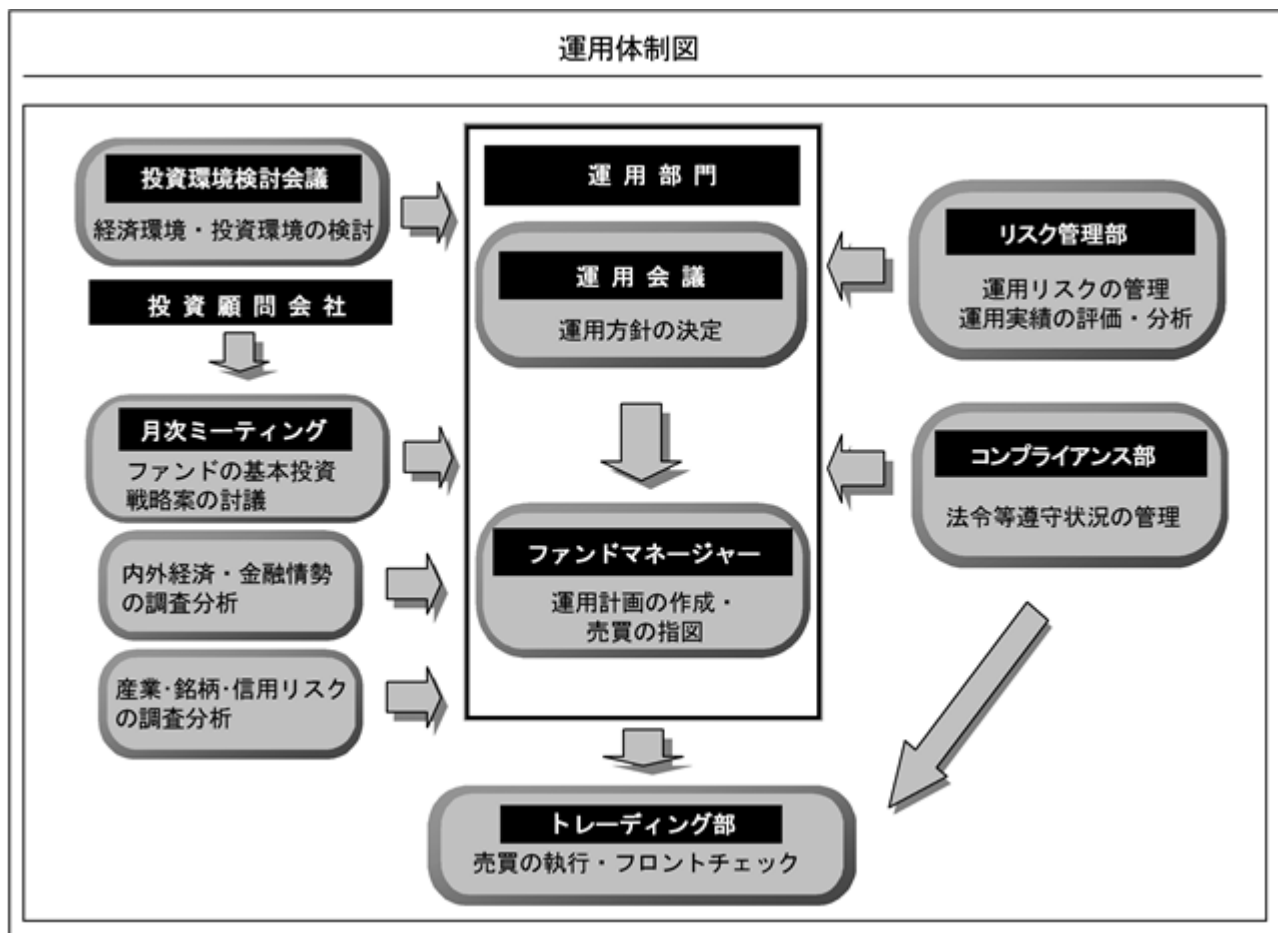 運用体制図
投資環境検討会議
経済環境・投資環境の検討
投資顧問会社
月次ミーティング
ファンドの基本投資
戦略案の討議
内外経済・金融情勢
の調査分析
産業・銘柄・信用リスク
の調査分析
運用部門
運用会議
運用方針の決定
ファンドマネージャー
運用計画の作成・
売買の指図
リスク管理部
運用リスクの管理
運用実績の評価・分析
コンプライアンス部
法令等遵守状況の管理
トレーディング部
売買の執行・フロントチェック